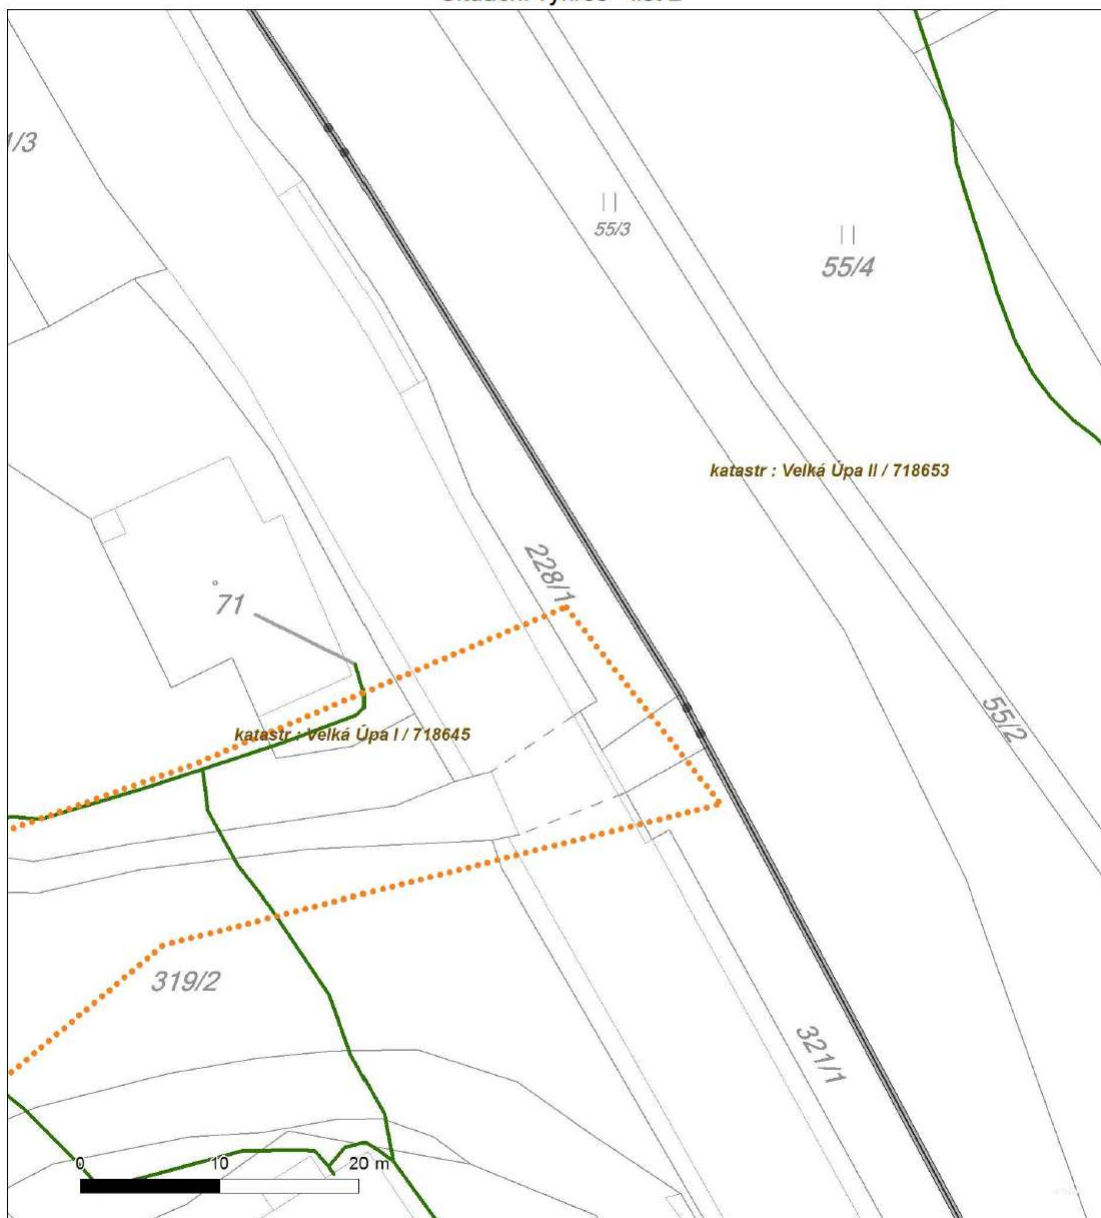 1/3
55/3
55/4
katastr : Velká Úpa II / 718653
228/1
71
55/2
katastr : Velká Úpa I / 718645
319/2
321/1
0 10 20 m